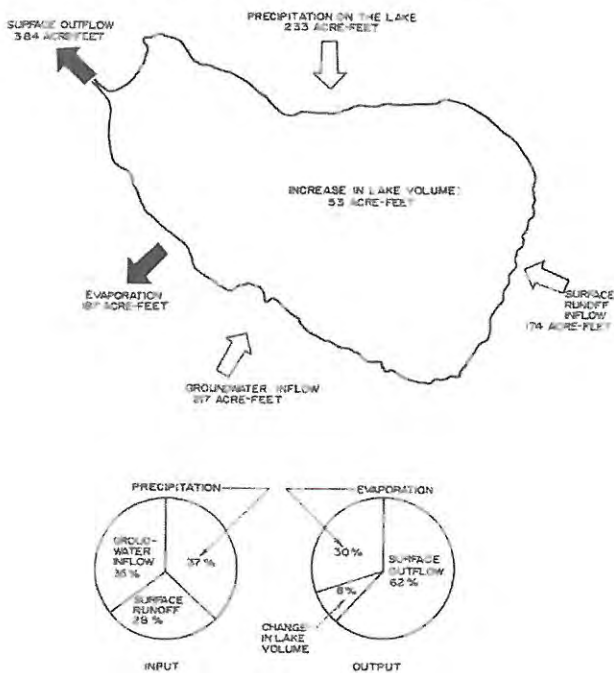 SURFACE OUTFLOW
384 ACRE-FEET
PRECIPITATION ON THE LAKE
233 ACRE-FEET
INCREASE IN LAKE VOLUME:
53 ACRE-FEET
EVAPORATION
187 ACRE-FEET
SURFACE
RUNOFF
INFLOW
174 ACRE-FEET
GROUNDWATER INFLOW
217 ACRE-FEET
PRECIPITATION
EVAPORATION
GROUD-
WATER
INFLOW
35 %
37 %
SURFACE
RUNOFF
28 %
30 %
SURFACE
OUTFLOW
62 %
8%
CHANGE
IN LAKE
VOLUME
INPUT
OUTPUT